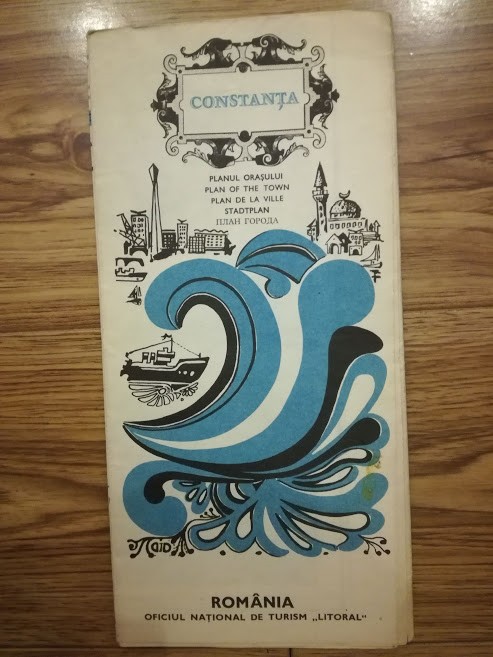 CONSTANȚA
PLANUL ORAȘULUI
PLAN OF THE TOWN
PLAN DE LA VILLE
STADTPLAN
ПЛАН ГОРОДА
ROMÂNIA
OFICIUL NAȚIONAL DE TURISM „LITORAL“